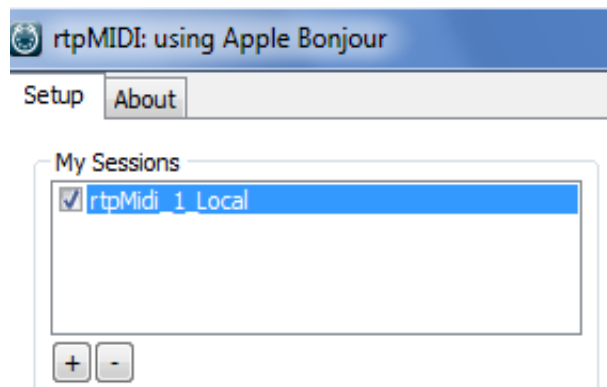 rtpMIDI: using Apple Bonjour
Setup About
My Sessions
rtpMidi_1_Local
+ -